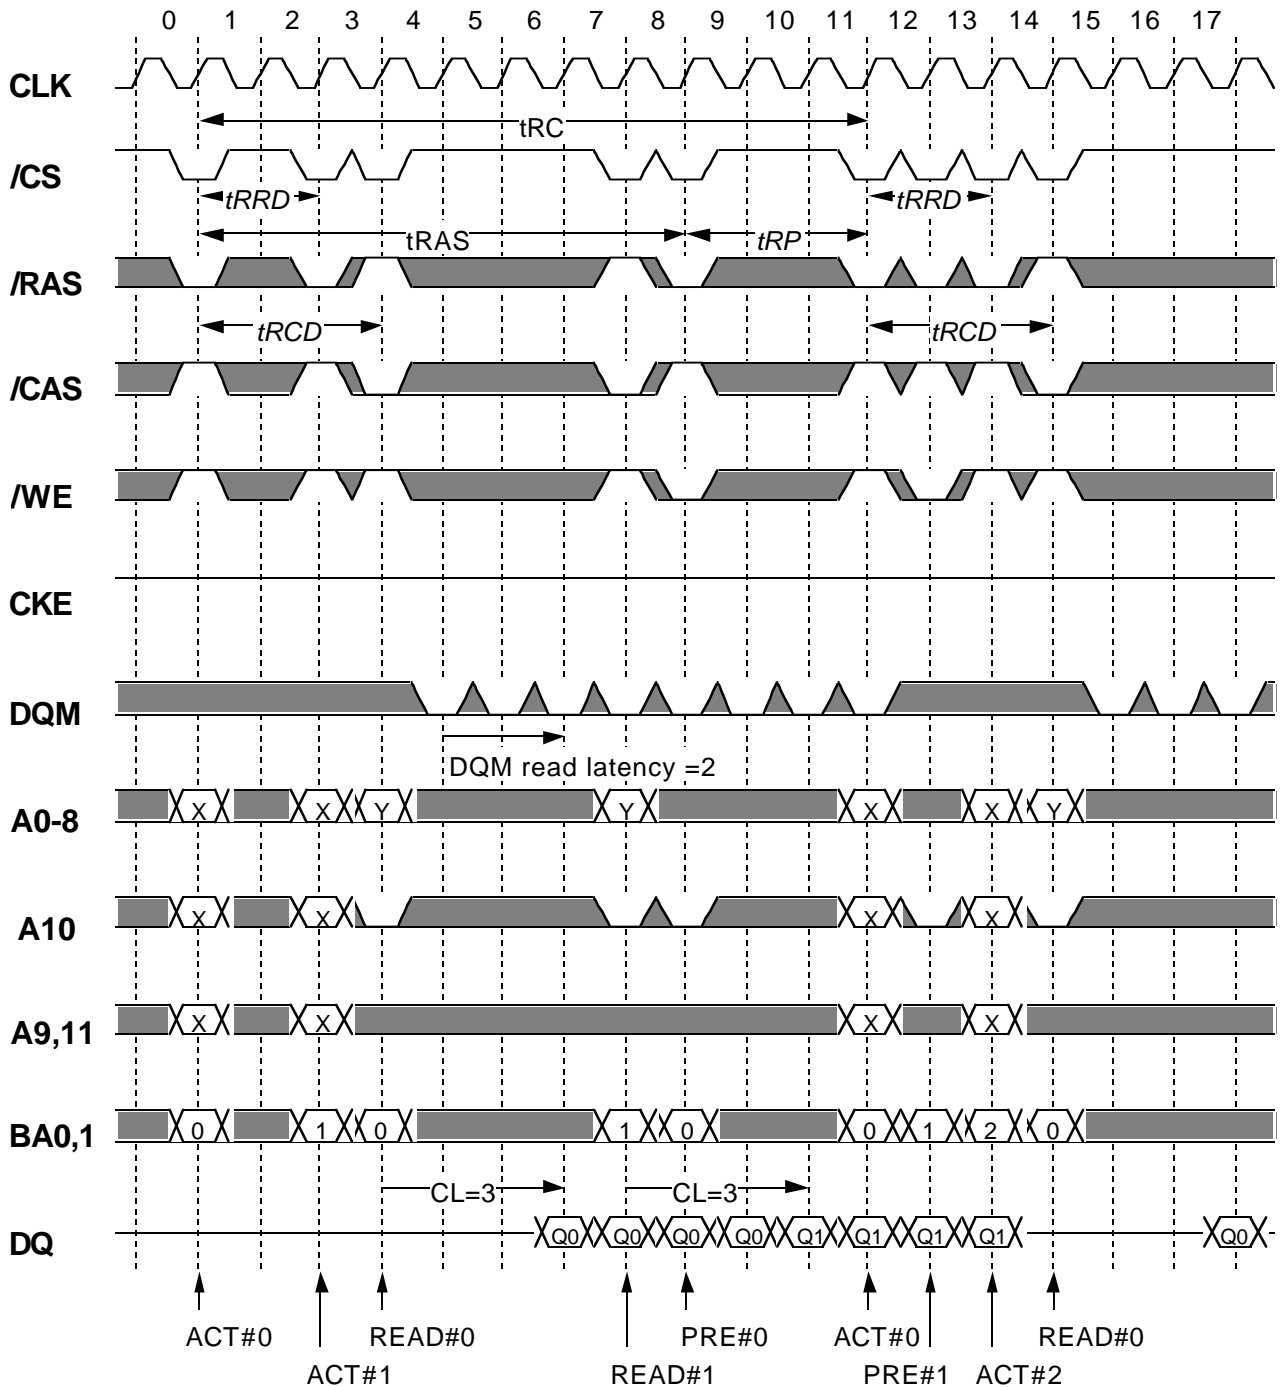 0 1 2 3 4 5 6 7 8 9 10 11 12 13 14 15 16 17
CLK
tRC
/CS
tRRD tRRD
tRAS tRP
/RAS
tRCD tRCD
/CAS
/WE
CKE
DQM
DQM read latency =2
A0-8 X X Y Y X X Y
A10 X X X X
A9,11 X X X X
BA0,1 0 1 0 1 0 0 1 2 0
CL=3 CL=3
DQ Q0 Q0 Q0 Q0 Q1 Q1 Q1 Q1 Q0
ACT#0 READ#0 PRE#0 ACT#0 READ#0
ACT#1 READ#1 PRE#1 ACT#2